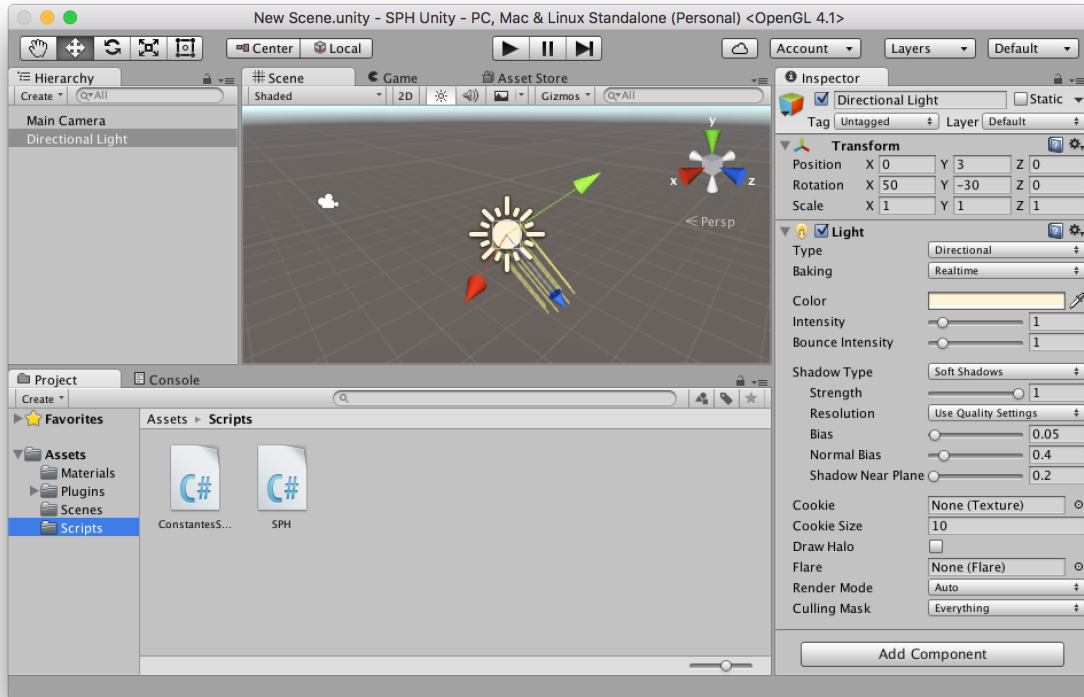 New Scene.unity - SPH Unity - PC, Mac & Linux Standalone (Personal) <OpenGL 4.1>
Center Local Account Layers Default
Hierarchy
Create All
Main Camera
Directional Light
Scene Game Asset Store
Shaded 2D Gizmos All
y
x z
Persp
Inspector
Directional Light Static
Tag Untagged Layer Default
Transform
Position X 0 Y 3 Z 0
Rotation X 50 Y -30 Z 0
Scale X 1 Y 1 Z 1
Light
Type Directional
Baking Realtime
Color
Intensity 1
Bounce Intensity 1
Shadow Type Soft Shadows
Strength 1
Resolution Use Quality Settings
Bias 0.05
Normal Bias 0.4
Shadow Near Plane 0.2
Cookie None (Texture)
Cookie Size 10
Draw Halo
Flare None (Flare)
Render Mode Auto
Culling Mask Everything
Add Component
Project Console
Create
Favorites
Assets
Materials
Plugins
Scenes
Scripts
Assets Scripts
C# C#
ConstantesS... SPH